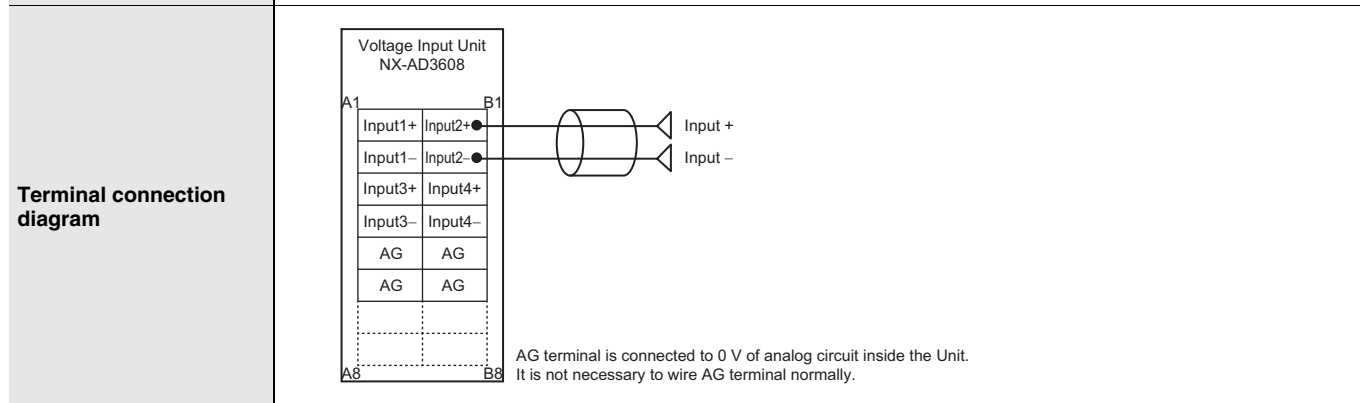 Terminal connection
diagram
Voltage Input Unit
NX-AD3608
A1 B1
Input1+ Input2+ Input +
Input1– Input2– Input –
Input3+ Input4+
Input3– Input4–
AG AG
AG AG
A8 B8
AG terminal is connected to 0 V of analog circuit inside the Unit.
It is not necessary to wire AG terminal normally.